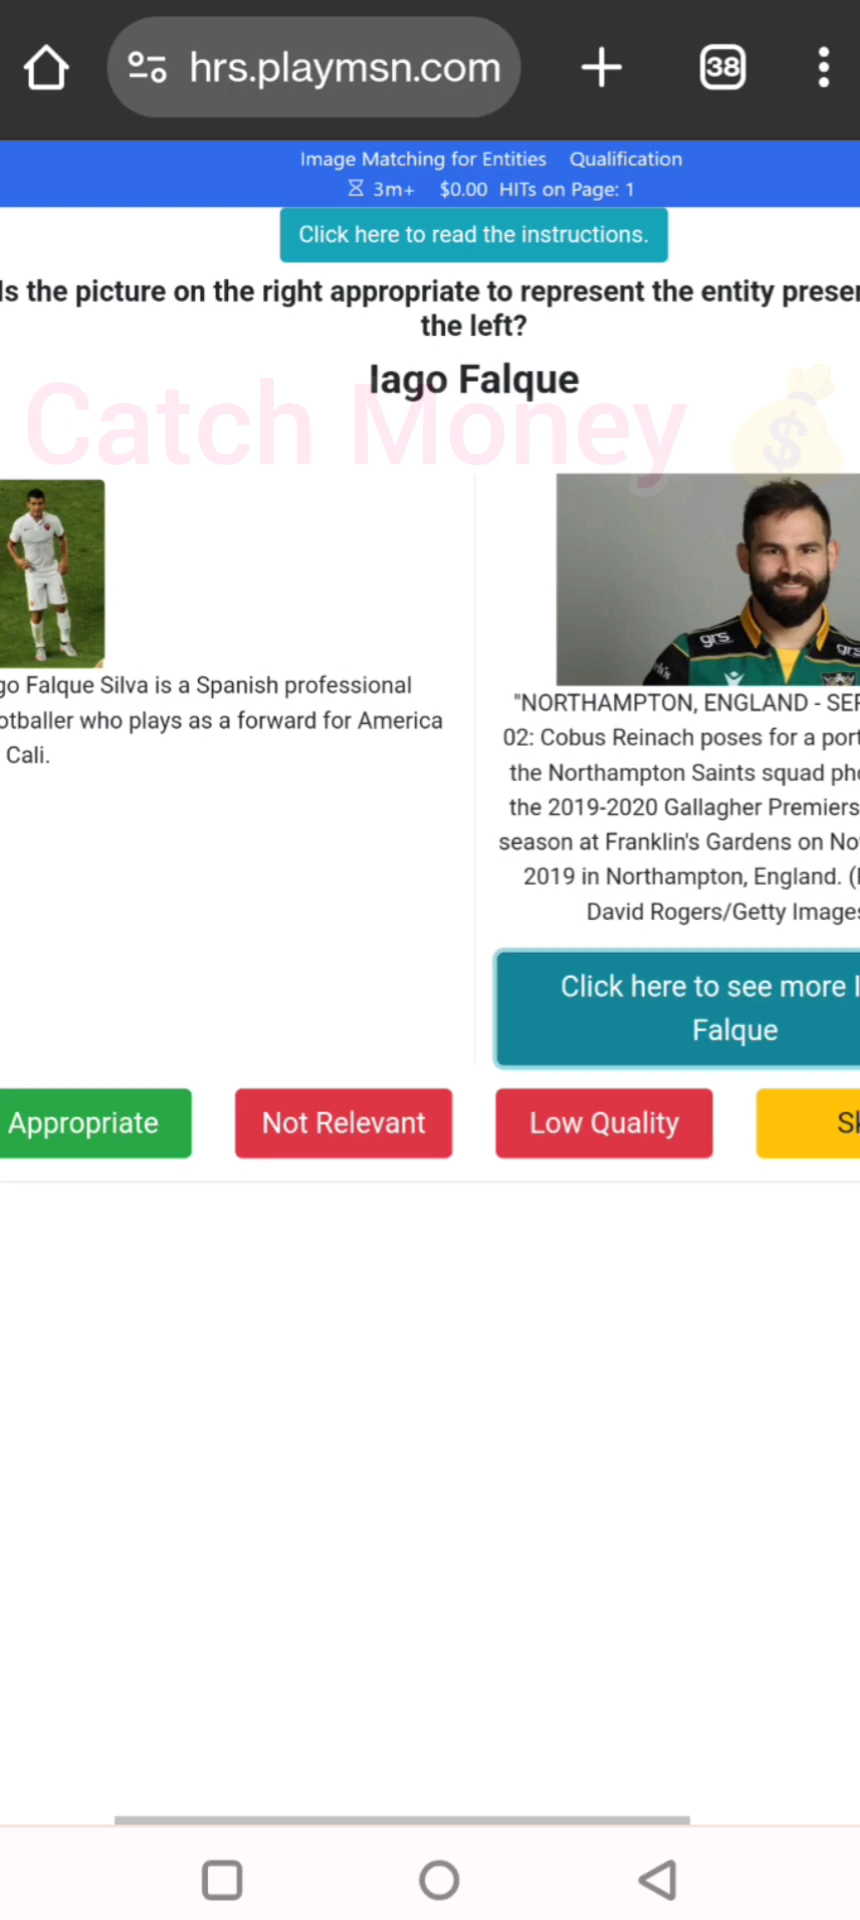 hrs.playmsn.com
38
Image Matching for Entities Qualification
3m+ $0.00 HITs on Page: 1
Click here to read the instructions.
Is the picture on the right appropriate to represent the entity presen
the left?
Iago Falque
Catch Money
grs
grs
go Falque Silva is a Spanish professional
otballer who plays as a forward for America
Cali.
"NORTHAMPTON, ENGLAND - SEP
02: Cobus Reinach poses for a port
the Northampton Saints squad pho
the 2019-2020 Gallagher Premiers
season at Franklin's Gardens on No
2019 in Northampton, England. (
David Rogers/Getty Images
Click here to see more I
Falque
Appropriate
Not Relevant
Low Quality
Sk